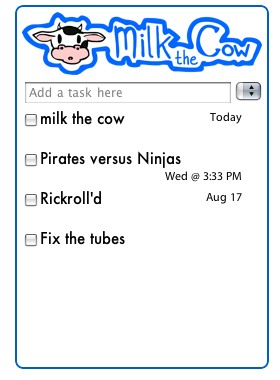 Milk the Cow
Add a task here
milk the cow Today
Pirates versus Ninjas
Wed @ 3:33 PM
Rickroll'd Aug 17
Fix the tubes